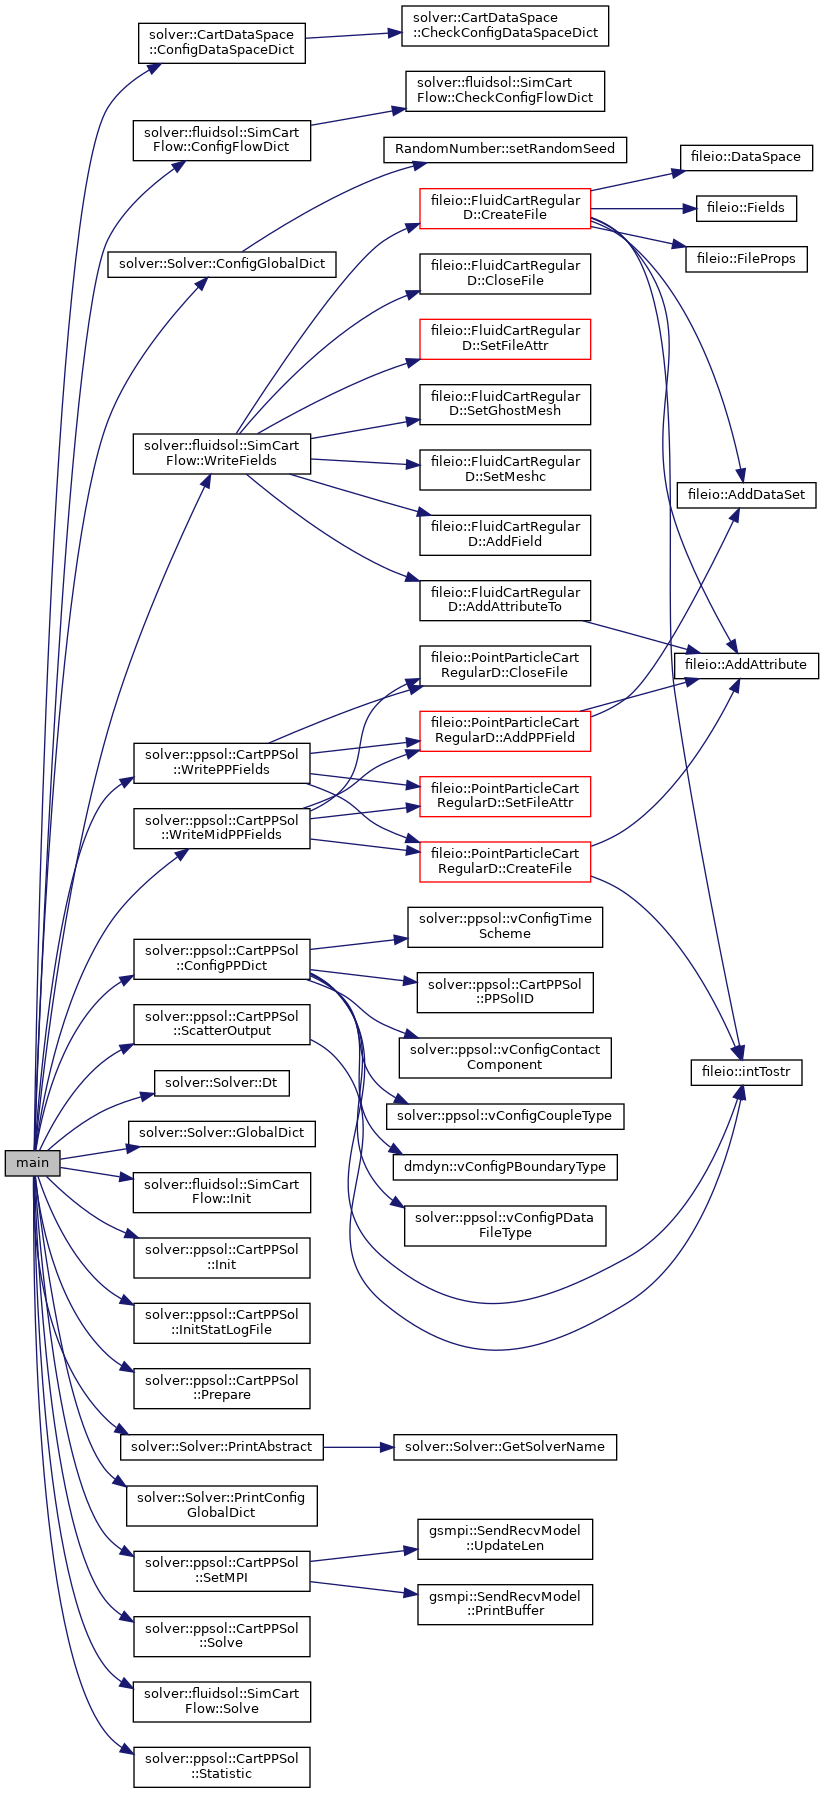 solver::CartDataSpace
::ConfigDataSpaceDict
solver::CartDataSpace
::CheckConfigDataSpaceDict
solver::fluidsol::SimCart
Flow::ConfigFlowDict
solver::fluidsol::SimCart
Flow::CheckConfigFlowDict
solver::Solver::ConfigGlobalDict
RandomNumber::setRandomSeed
solver::fluidsol::SimCart
Flow::WriteFields
fileio::FluidCartRegular
D::CreateFile
fileio::DataSpace
fileio::Fields
fileio::FileProps
fileio::FluidCartRegular
D::CloseFile
fileio::FluidCartRegular
D::SetFileAttr
fileio::FluidCartRegular
D::SetGhostMesh
fileio::FluidCartRegular
D::SetMeshc
fileio::FluidCartRegular
D::AddField
fileio::FluidCartRegular
D::AddAttributeTo
fileio::AddDataSet
fileio::AddAttribute
fileio::intTostr
solver::ppsol::CartPPSol
::WritePPFields
solver::ppsol::CartPPSol
::WriteMidPPFields
fileio::PointParticleCart
RegularD::CloseFile
fileio::PointParticleCart
RegularD::AddPPField
fileio::PointParticleCart
RegularD::SetFileAttr
fileio::PointParticleCart
RegularD::CreateFile
solver::ppsol::CartPPSol
::ConfigPPDict
solver::ppsol::vConfigTime
Scheme
solver::ppsol::CartPPSol
::PPSolID
solver::ppsol::vConfigContact
Component
solver::ppsol::vConfigCoupleType
dmdyn::vConfigPBoundaryType
solver::ppsol::vConfigPData
FileType
solver::ppsol::CartPPSol
::ScatterOutput
solver::Solver::Dt
solver::Solver::GlobalDict
main
solver::fluidsol::SimCart
Flow::Init
solver::ppsol::CartPPSol
::Init
solver::ppsol::CartPPSol
::InitStatLogFile
solver::ppsol::CartPPSol
::Prepare
solver::Solver::PrintAbstract
solver::Solver::GetSolverName
solver::Solver::PrintConfig
GlobalDict
solver::ppsol::CartPPSol
::SetMPI
gsmpi::SendRecvModel
::UpdateLen
gsmpi::SendRecvModel
::PrintBuffer
solver::ppsol::CartPPSol
::Solve
solver::fluidsol::SimCart
Flow::Solve
solver::ppsol::CartPPSol
::Statistic